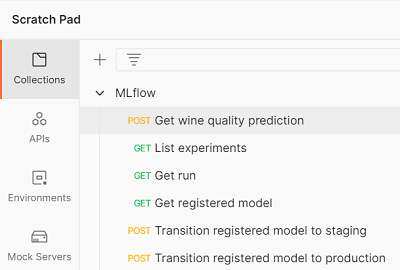 Scratch Pad
Collections
APIs
Environments
Mock Servers
MLflow
POST Get wine quality prediction
GET List experiments
GET Get run
GET Get registered model
POST Transition registered model to staging
POST Transition registered model to production